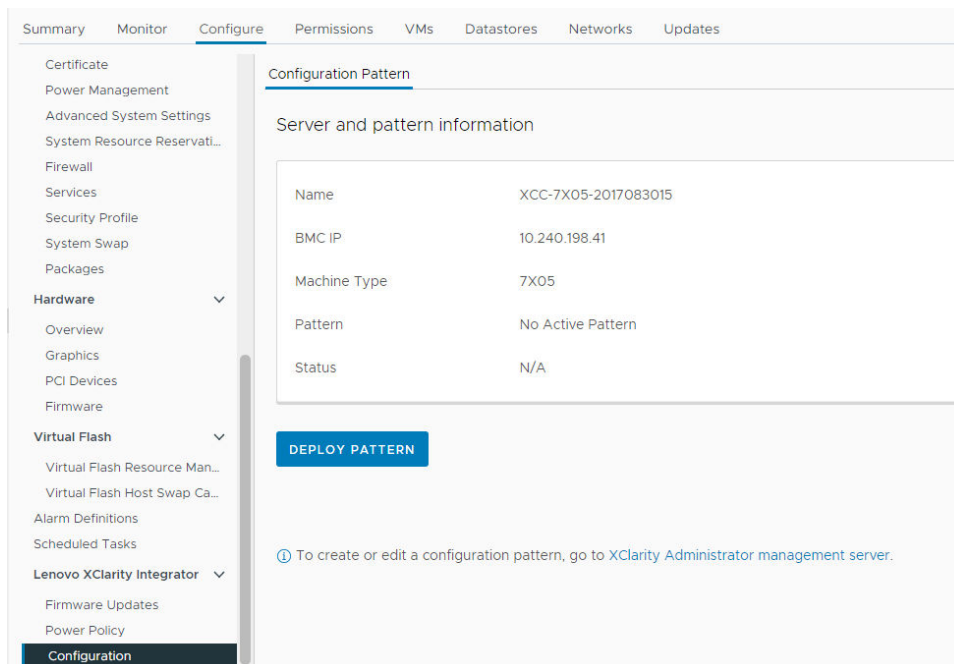 Summary Monitor Configure Permissions VMs Datastores Networks Updates
Certificate
Power Management
Advanced System Settings
System Resource Reservati...
Firewall
Services
Security Profile
System Swap
Packages
Hardware
Overview
Graphics
PCI Devices
Firmware
Virtual Flash
Virtual Flash Resource Man...
Virtual Flash Host Swap Ca...
Alarm Definitions
Scheduled Tasks
Lenovo XClarity Integrator
Firmware Updates
Power Policy
Configuration
Configuration Pattern
Server and pattern information
Name XCC-7X05-2017083015
BMC IP 10.240.198.41
Machine Type 7X05
Pattern No Active Pattern
Status N/A
DEPLOY PATTERN
To create or edit a configuration pattern, go to XClarity Administrator management server.